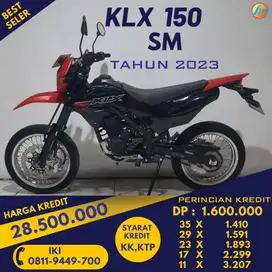 BEST
SELER
KLX 150
SM
TAHUN 2023
KLX
HARGA KREDIT
28.500.000
IKI
0811-9449-700
SYARAT
KREDIT
KK,KTP
PERINCIAN KREDIT
DP : 1.600.000
35 X 1.410
29 X 1.591
23 X 1.893
17 X 2.299
11 X 3.207